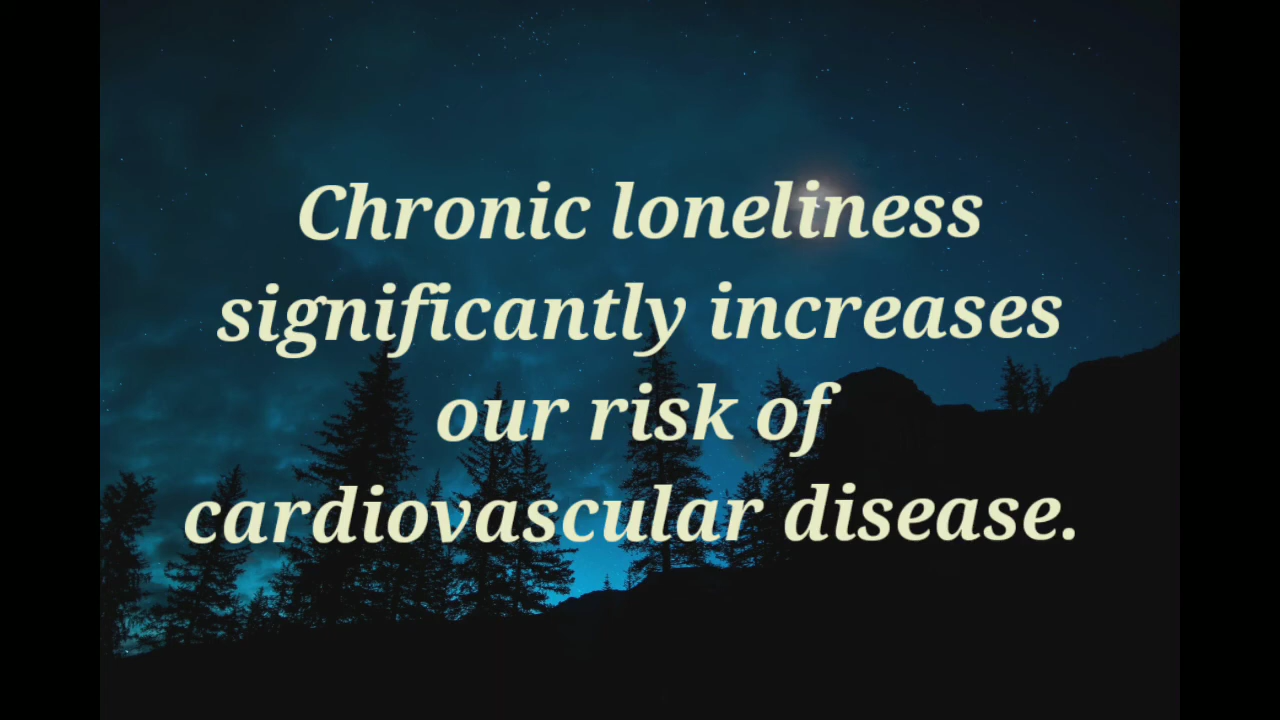 Chronic loneliness
significantly increases
our risk of
cardiovascular disease.